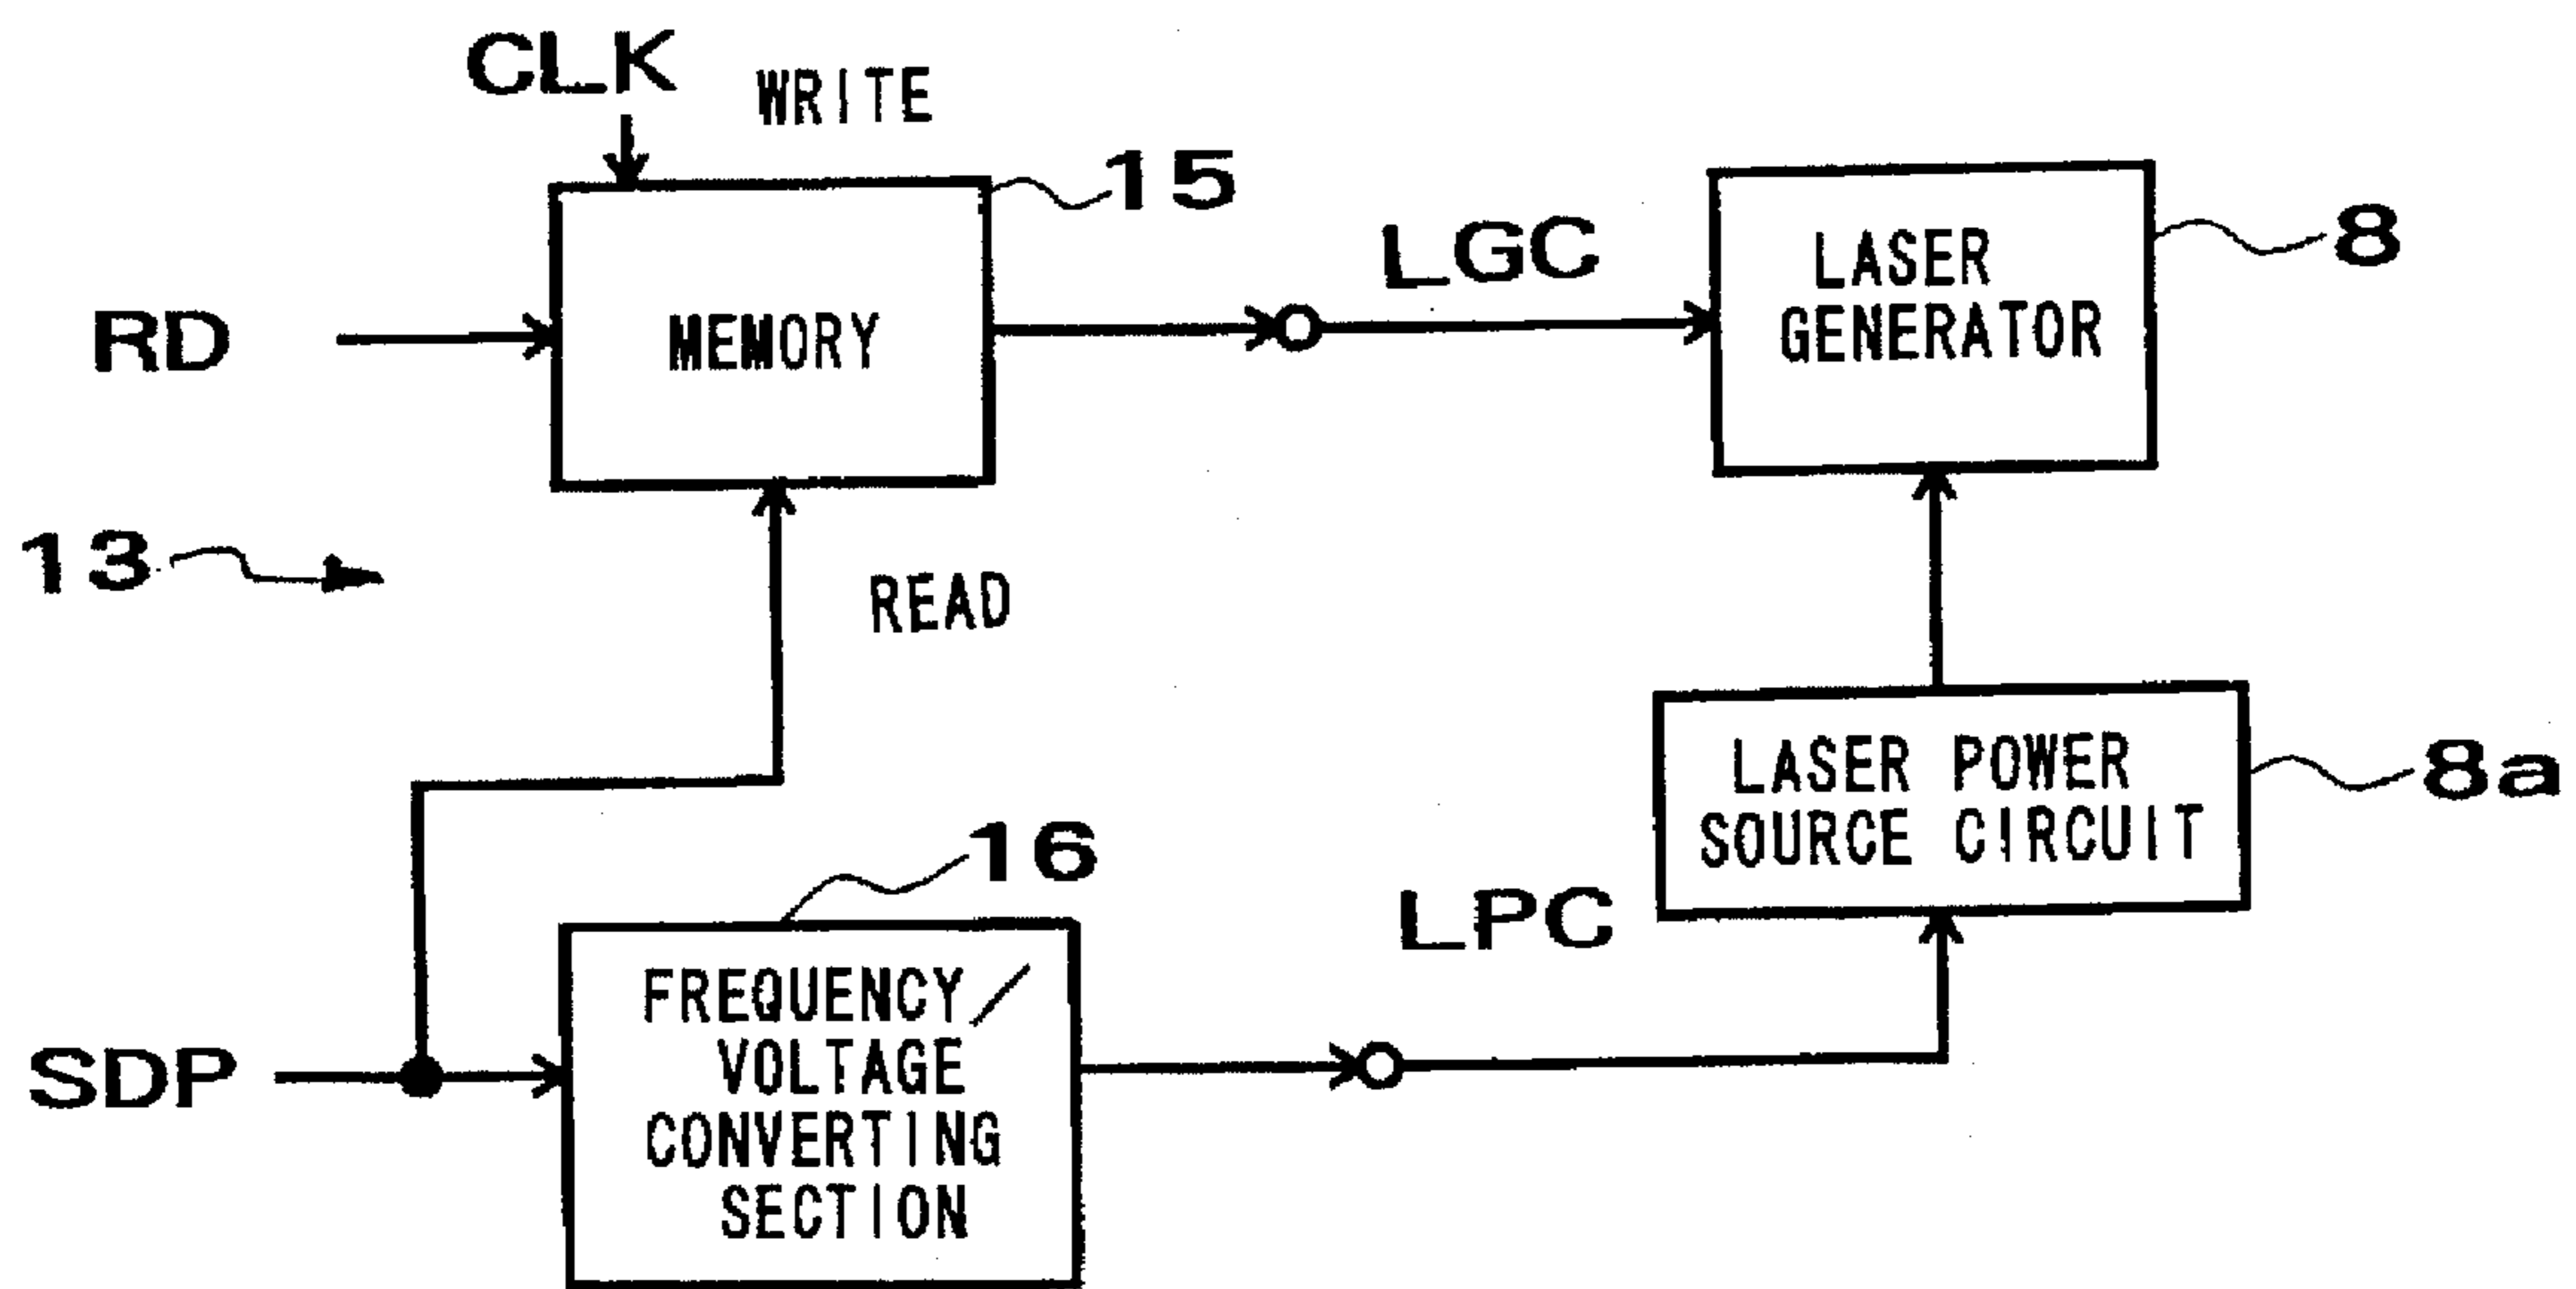 CLK
WRITE
15
RD
MEMORY
LGC
LASER
GENERATOR
8
13
READ
LASER POWER
SOURCE CIRCUIT
8a
16
LPC
SDP
FREQUENCY/
VOLTAGE
CONVERTING
SECTION